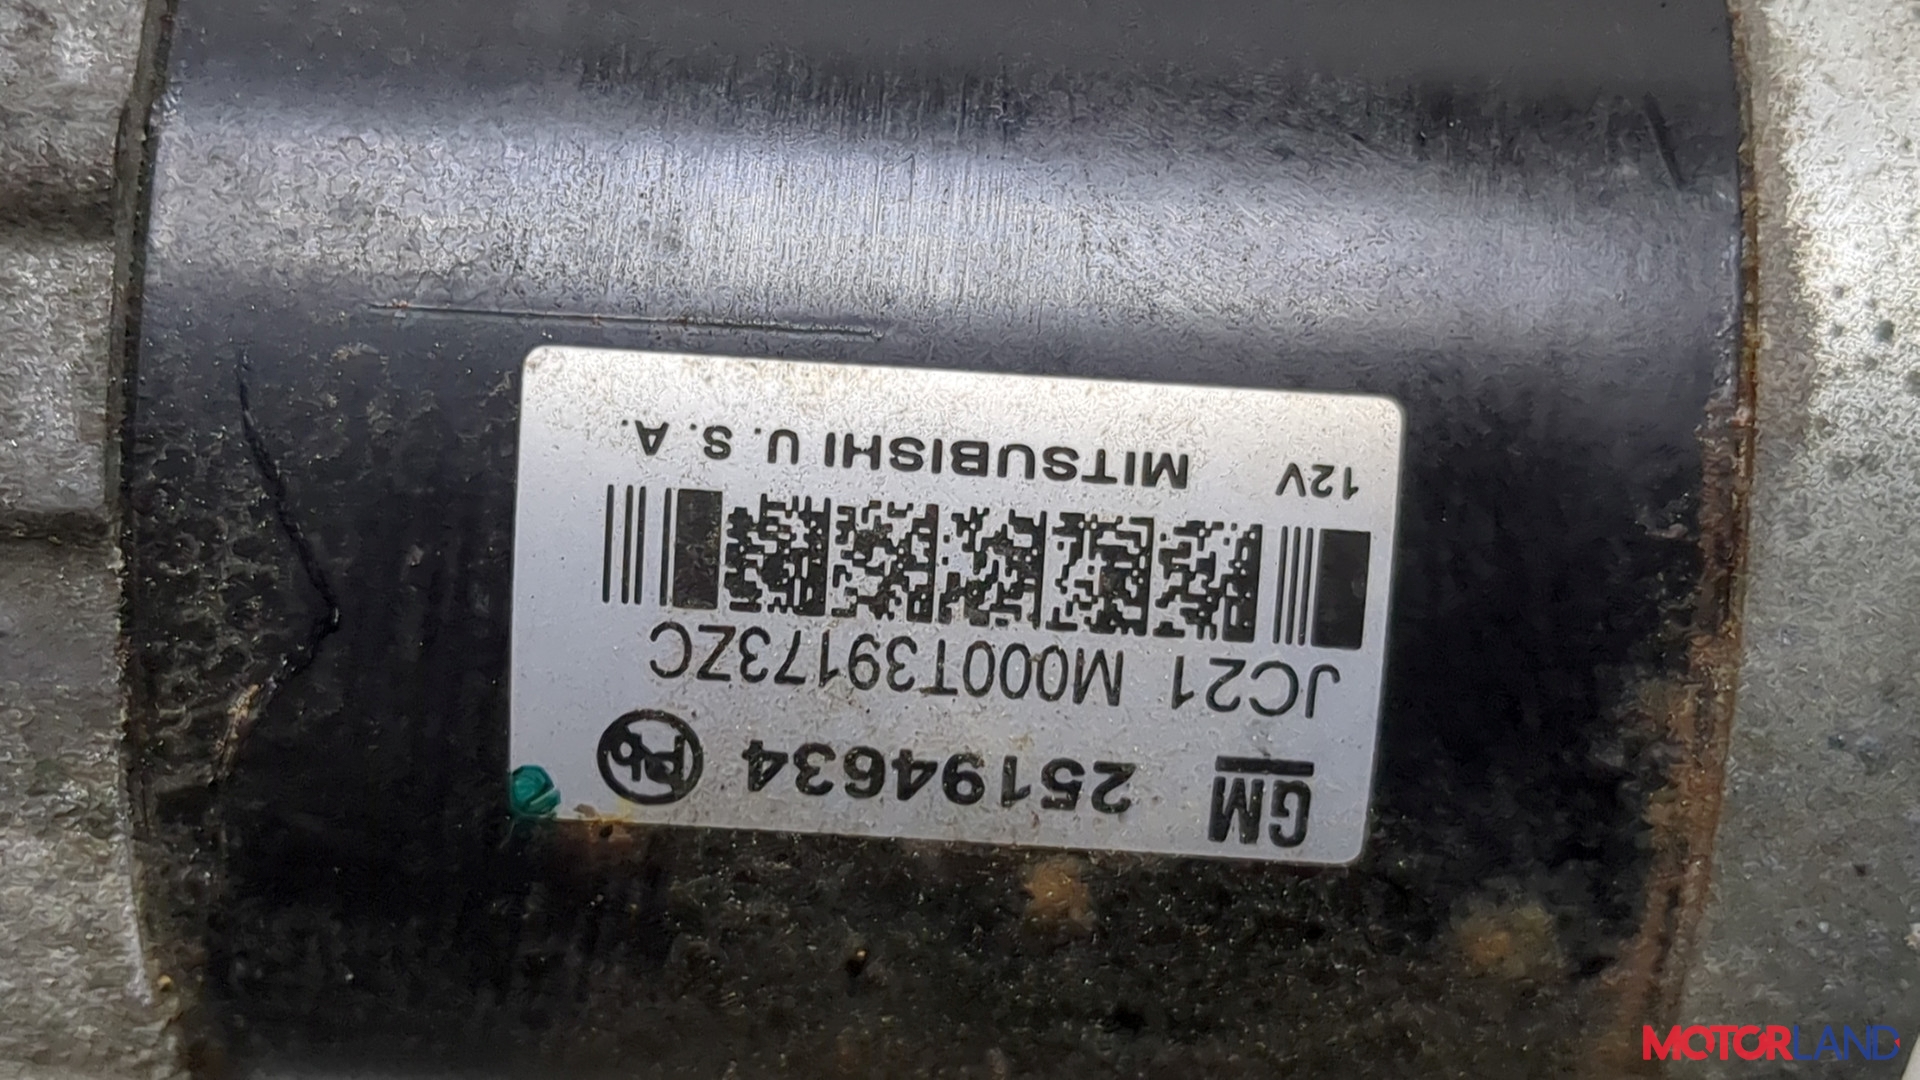 GM 25194634 Pb
JC21 M000T39173ZC
12V MITSUBISHI U.S.A.
MOTORLAND